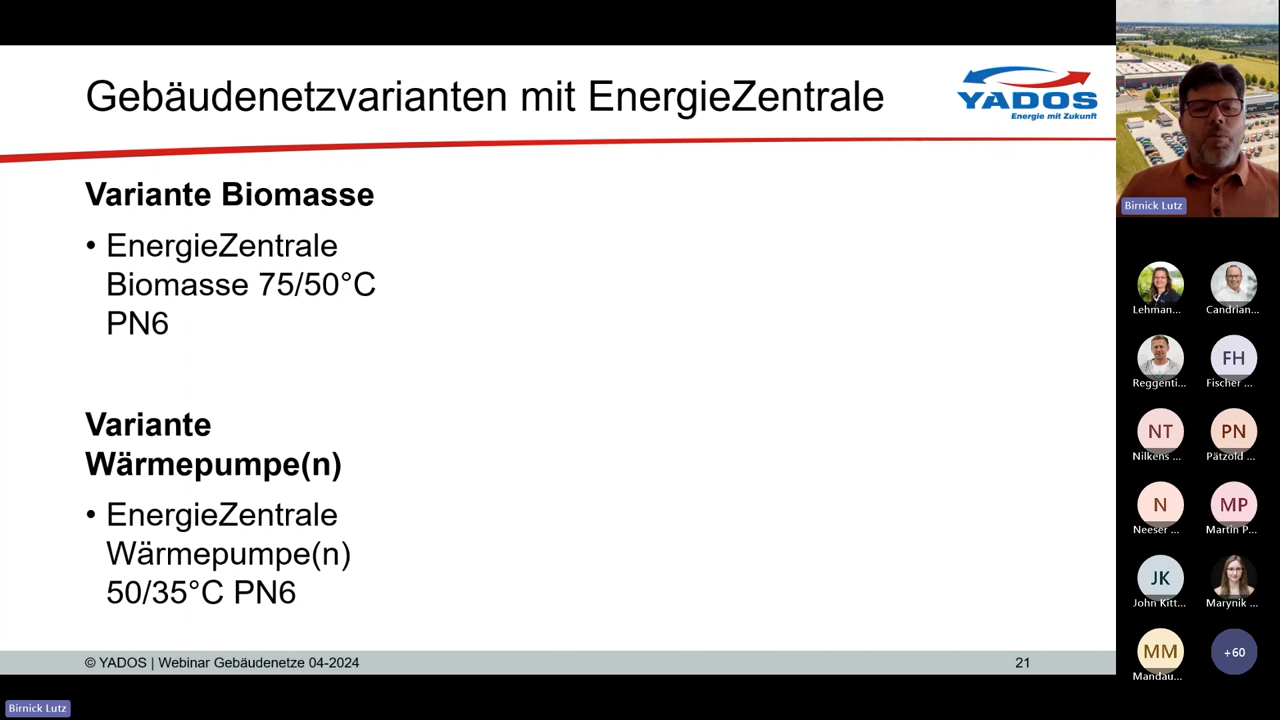 Gebäudenetzvarianten mit EnergieZentrale
YADOS
Energie mit Zukunft
Variante Biomasse
• EnergieZentrale
Biomasse 75/50°C
PN6
Variante
Wärmepumpe(n)
• EnergieZentrale
Wärmepumpe(n)
50/35°C PN6
© YADOS | Webinar Gebäudenetze 04-2024
21
Birnick Lutz
Birnick Lutz
Lehman...
Candrian...
Reggenti...
FH
Fischer ...
NT
Nilkens ...
PN
Pätzold ...
N
Neeser ...
MP
Martin P...
JK
John Kitt...
Marynik ...
MM
Mandau...
+60